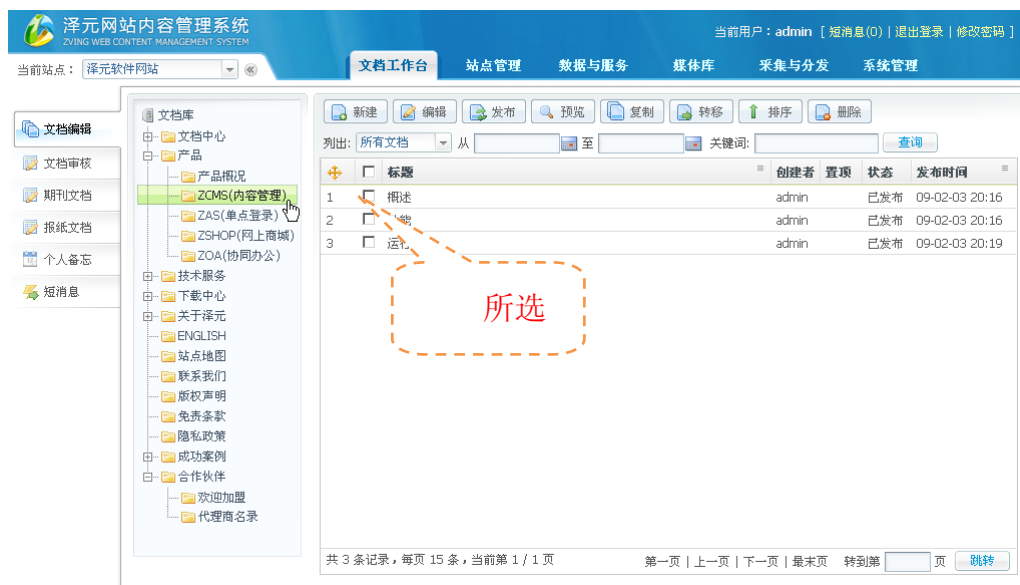 泽元网站内容管理系统
ZVING WEB CONTENT MANAGEMENT SYSTEM
当前用户：admin [ 短消息(0) | 退出登录 | 修改密码 ]
当前站点： 泽元软件网站
文档工作台 站点管理 数据与服务 媒体库 采集与分发 系统管理
文档编辑
文档审核
期刊文档
报纸文档
个人备忘
短消息
文档库
文档中心
产品
产品概况
ZCMS(内容管理)
ZAS(单点登录)
ZSHOP(网上商城)
ZOA(协同办公)
技术服务
下载中心
关于泽元
ENGLISH
站点地图
联系我们
版权声明
免责条款
隐私政策
成功案例
合作伙伴
欢迎加盟
代理商名录
新建 编辑 发布 预览 复制 转移 排序 删除
列出: 所有文档 从 至 关键词: 查询
标题 创建者 置顶 状态 发布时间
1 概述 admin 已发布 09-02-03 20:16
2 能 admin 已发布 09-02-03 20:16
3 运 admin 已发布 09-02-03 20:19
所选
共 3 条记录，每页 15 条，当前第 1 / 1 页 第一页 | 上一页 | 下一页 | 最末页 转到第 页 跳转